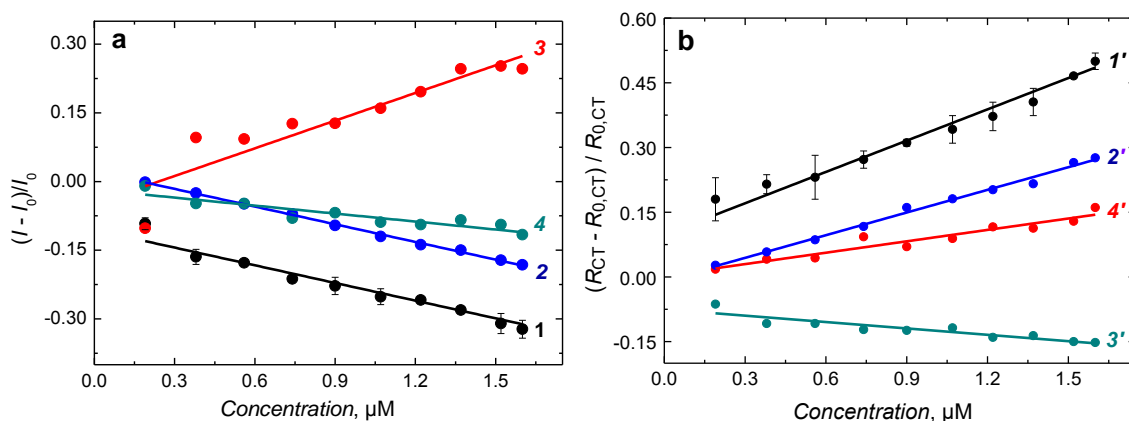 a
(I - I₀)/I₀
0.30
0.15
0.00
-0.15
-0.30
3
4
2
1
0.0 0.3 0.6 0.9 1.2 1.5
Concentration, µM
b
(R_CT - R_0,CT) / R_0,CT
0.60
0.45
0.30
0.15
0.00
-0.15
1'
2'
4'
3'
0.0 0.3 0.6 0.9 1.2 1.5
Concentration, µM